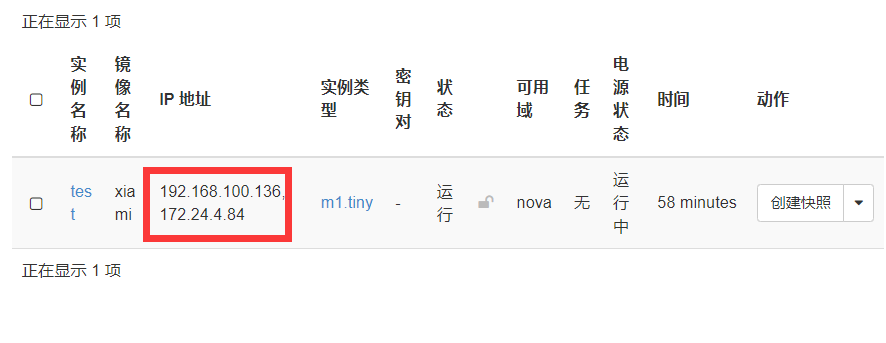 正在显示 1 项
实例名称 镜像名称 IP 地址 实例类型 密钥对 状态 可用域 任务 电源状态 时间 动作
test xiami 192.168.100.136, 172.24.4.84 m1.tiny - 运行 nova 无 运行中 58 minutes 创建快照
正在显示 1 项